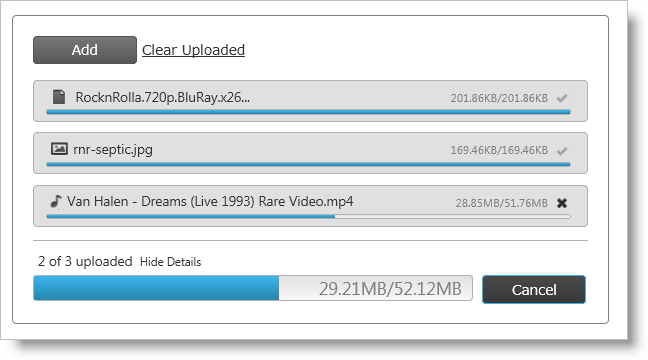 Add Clear Uploaded
RocknRolla.720p.BluRay.x26... 201.86KB/201.86KB
rnr-septic.jpg 169.46KB/169.46KB
Van Halen - Dreams (Live 1993) Rare Video.mp4 28.85MB/51.76MB
2 of 3 uploaded Hide Details
29.21MB/52.12MB Cancel